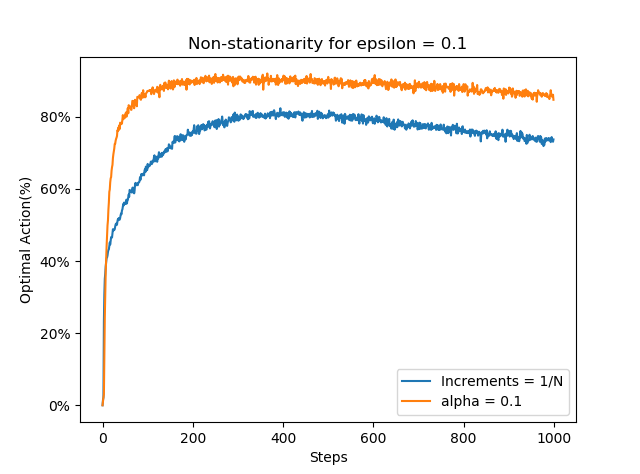 Non-stationarity for epsilon = 0.1
Optimal Action(%)
80%
60%
40%
20%
0%
0
200
400
600
800
1000
Steps
Increments = 1/N
alpha = 0.1